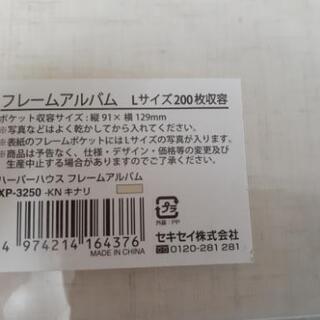 フレームアルバム Lサイズ200枚収容
ポケット収容サイズ:縦91×横129mm
※写真などはよく乾かしてから入れてください。
※表紙のフレームポケットにはLサイズの写真が入ります。
※商品は予告なく、仕様・デザイン・価格等の変更及び
生産中止することがありますのでご了承ください。
ハーパーハウス フレームアルバム
XP-3250 -KN キナリ
プラ
外装:PP
セキセイ株式会社
0120-281 281
4 974214 164376
MADE IN CHINA